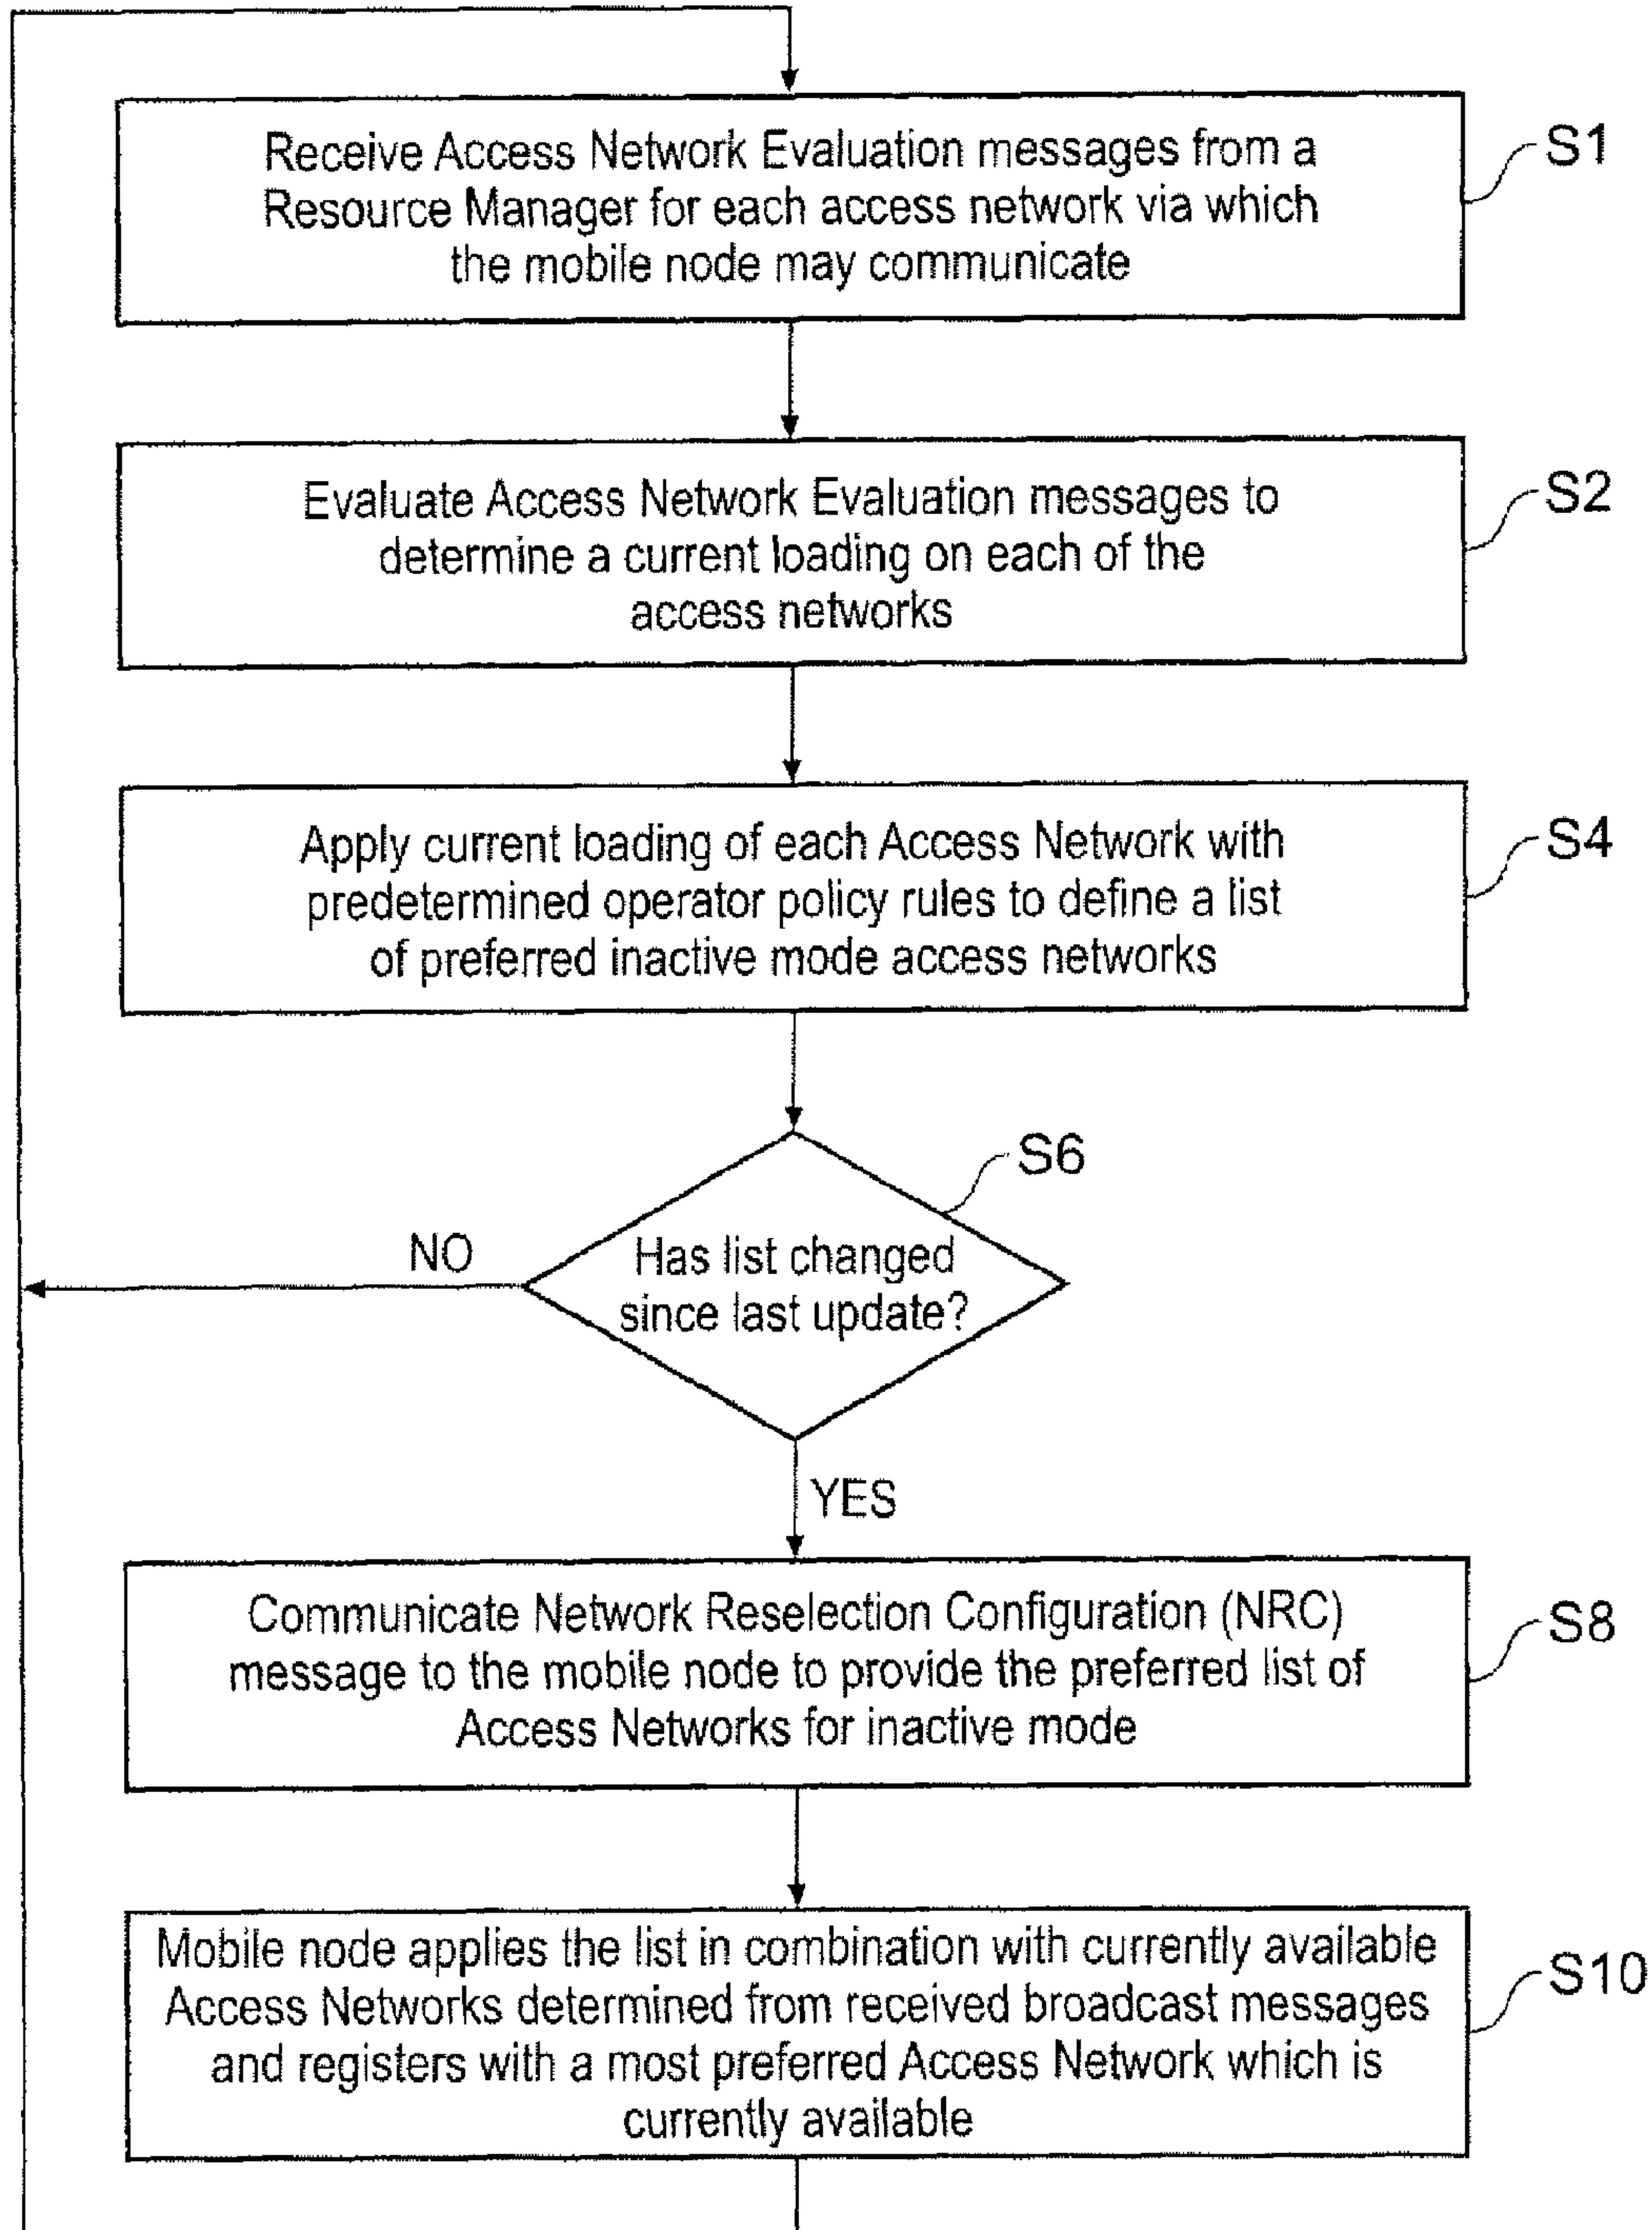 Receive Access Network Evaluation messages from a
Resource Manager for each access network via which
the mobile node may communicate
S1
Evaluate Access Network Evaluation messages to
determine a current loading on each of the
access networks
S2
Apply current loading of each Access Network with
predetermined operator policy rules to define a list
of preferred inactive mode access networks
S4
S6
Has list changed
since last update?
NO
YES
Communicate Network Reselection Configuration (NRC)
message to the mobile node to provide the preferred list of
Access Networks for inactive mode
S8
Mobile node applies the list in combination with currently available
Access Networks determined from received broadcast messages
and registers with a most preferred Access Network which is
currently available
S10